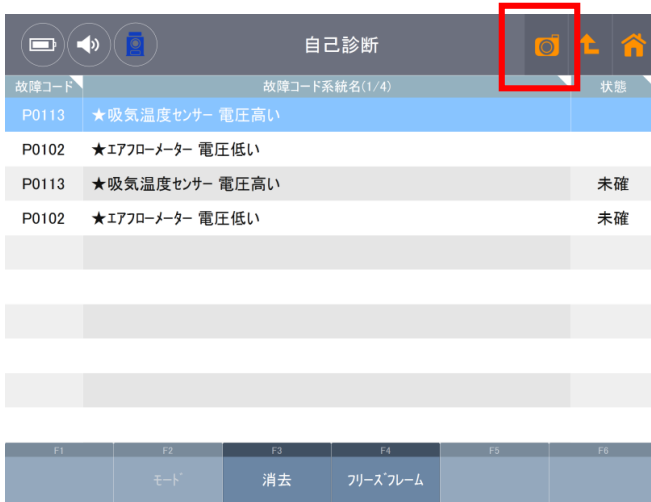 自己診断
故障コード 故障コード系統名(1/4) 状態
P0113 ★吸気温度センサー 電圧高い
P0102 ★エアフローメーター 電圧低い
P0113 ★吸気温度センサー 電圧高い 未確
P0102 ★エアフローメーター 電圧低い 未確
F1 F2 F3 F4 F5 F6
モード 消去 フリーズフレーム